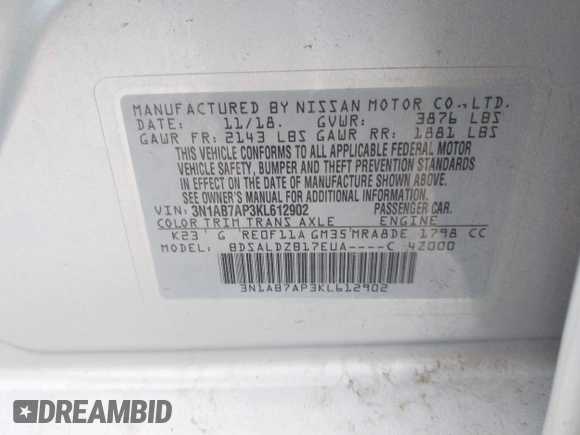 MANUFACTURED BY NISSAN MOTOR CO.,LTD.
DATE: 11/18. GVWR: 3876 LBS
GAWR FR: 2143 LBS GAWR RR: 1881 LBS
THIS VEHICLE CONFORMS TO ALL APPLICABLE FEDERAL MOTOR
VEHICLE SAFETY, BUMPER AND THEFT PREVENTION STANDARDS
IN EFFECT ON THE DATE OF MANUFACTURE SHOWN ABOVE.
SEE OWNER'S MANUAL FOR ADDITIONAL INFORMATION.
VIN: 3N1AB7AP3KL612902 PASSENGER CAR.
COLOR TRIM TRANS AXLE ENGINE
K23 G RE0F11A GM35 MRA8DE 1798 CC
MODEL: BDSALDZB17EUA----C 4Z000
3N1AB7AP3KL612902
DREAMBID